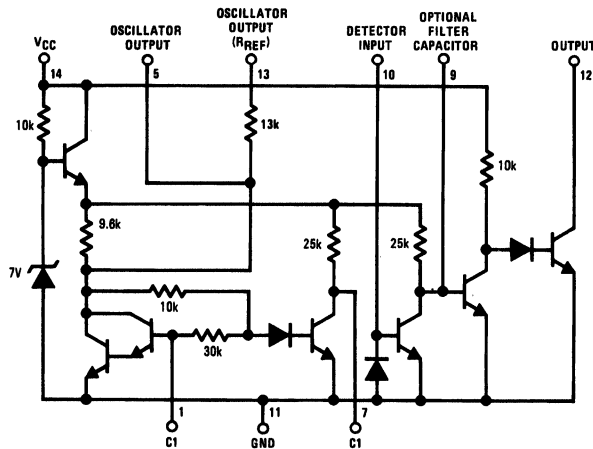 OSCILLATOR
OUTPUT
(RREF)
OPTIONAL
FILTER
CAPACITOR
OSCILLATOR
OUTPUT
DETECTOR
INPUT
VCC
OUTPUT
14
5
13
10
9
12
10k
13k
10k
9.6k
25k
25k
7V
10k
30k
1
11
7
C1
GND
C1